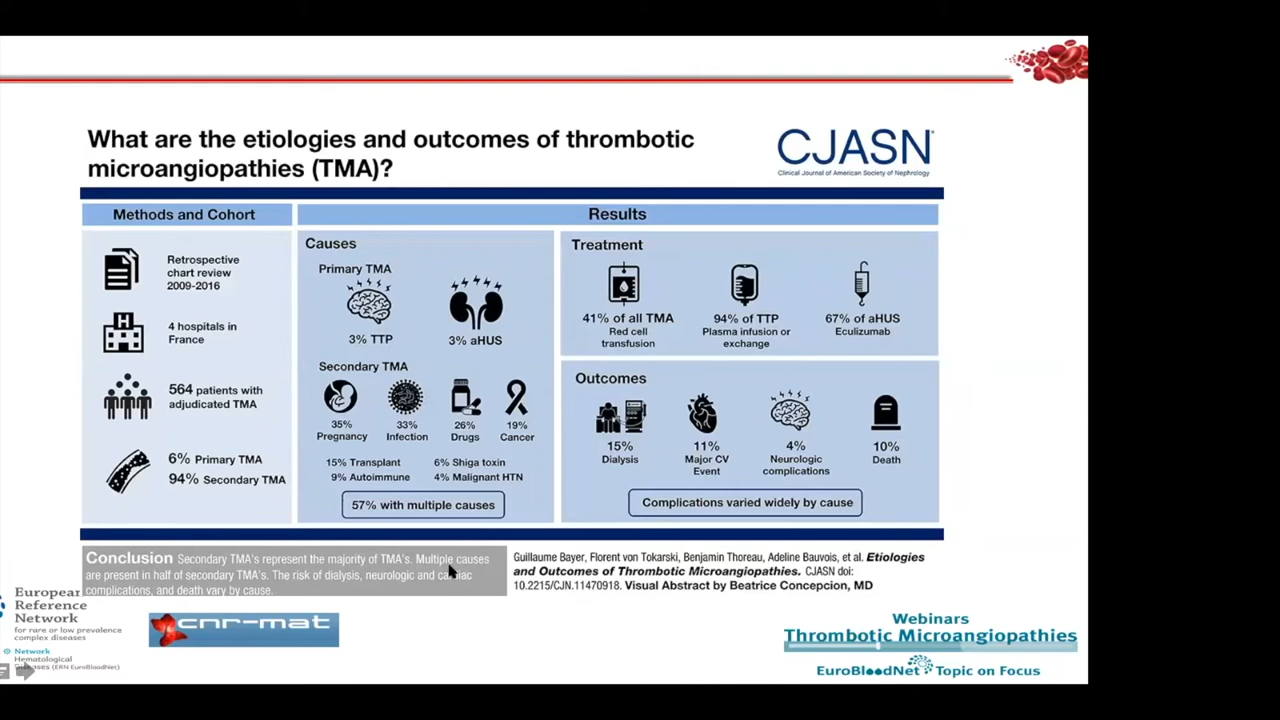 What are the etiologies and outcomes of thrombotic
microangiopathies (TMA)?
CJASN
Clinical Journal of American Society of Nephrology
Methods and Cohort
Retrospective
chart review
2009-2016
4 hospitals in
France
564 patients with
adjudicated TMA
6% Primary TMA
94% Secondary TMA
Results
Causes
Primary TMA
3% TTP
3% aHUS
Secondary TMA
35%
Pregnancy
33%
Infection
26%
Drugs
19%
Cancer
15% Transplant
6% Shiga toxin
9% Autoimmune
4% Malignant HTN
57% with multiple causes
Treatment
41% of all TMA
Red cell
transfusion
94% of TTP
Plasma infusion or
exchange
67% of aHUS
Eculizumab
Outcomes
15%
Dialysis
11%
Major CV
Event
4%
Neurologic
complications
10%
Death
Complications varied widely by cause
Conclusion Secondary TMA's represent the majority of TMA's. Multiple causes
are present in half of secondary TMA's. The risk of dialysis, neurologic and cardiac
complications, and death vary by cause.
Guillaume Bayer, Florent von Tokarski, Benjamin Thoreau, Adeline Bauvois, et al. Etiologies
and Outcomes of Thrombotic Microangiopathies. CJASN doi:
10.2215/CJN.11470918. Visual Abstract by Beatrice Concepcion, MD
European
Reference
Network
for rare or low prevalence
complex diseases
Network
Hematological
Diseases (ERN EuroBloodNet)
cnr-mat
Webinars
Thrombotic Microangiopathies
EuroBloodNet Topic on Focus